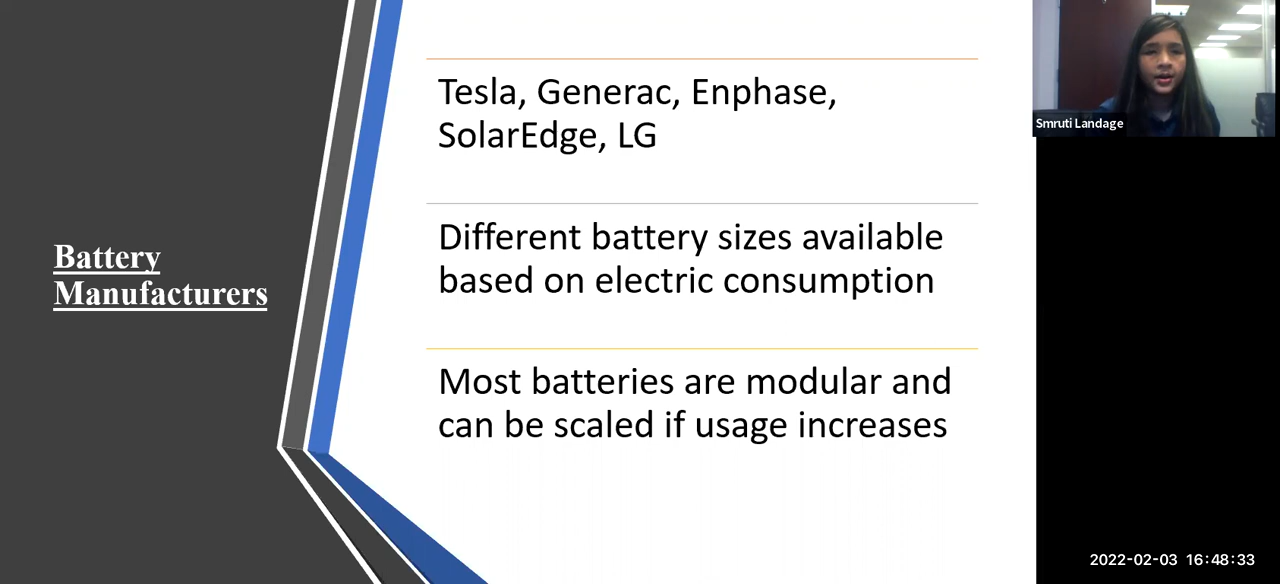 Battery
Manufacturers
Tesla, Generac, Enphase,
SolarEdge, LG
Different battery sizes available
based on electric consumption
Most batteries are modular and
can be scaled if usage increases
Smruti Landage
2022-02-03 16:48:33